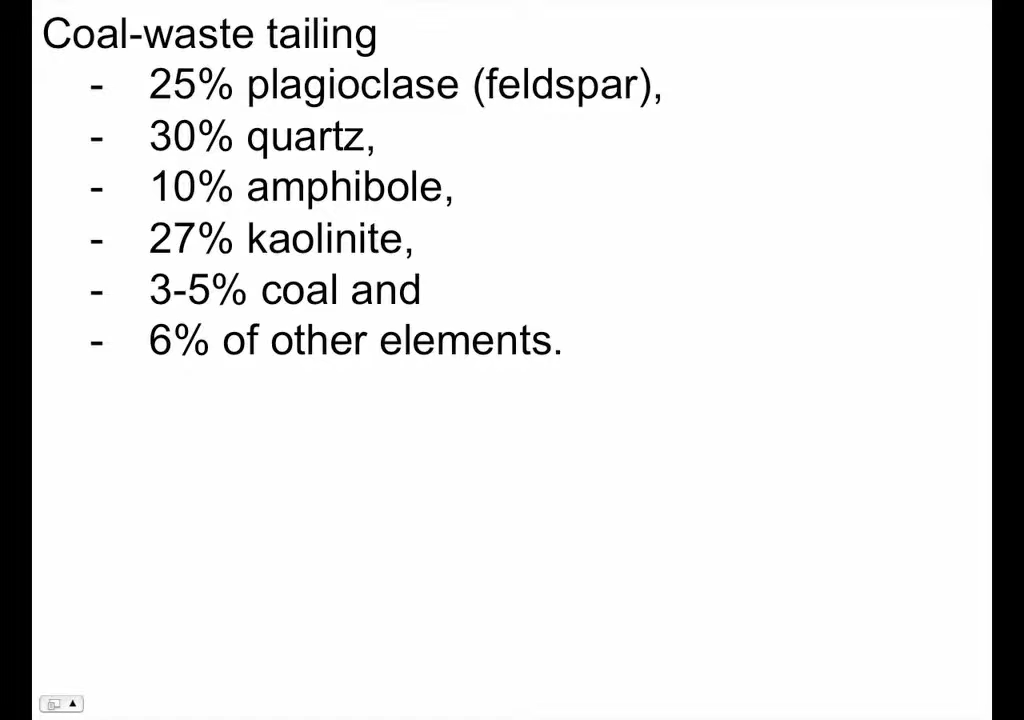 Coal-waste tailing
- 25% plagioclase (feldspar),
- 30% quartz,
- 10% amphibole,
- 27% kaolinite,
- 3-5% coal and
- 6% of other elements.